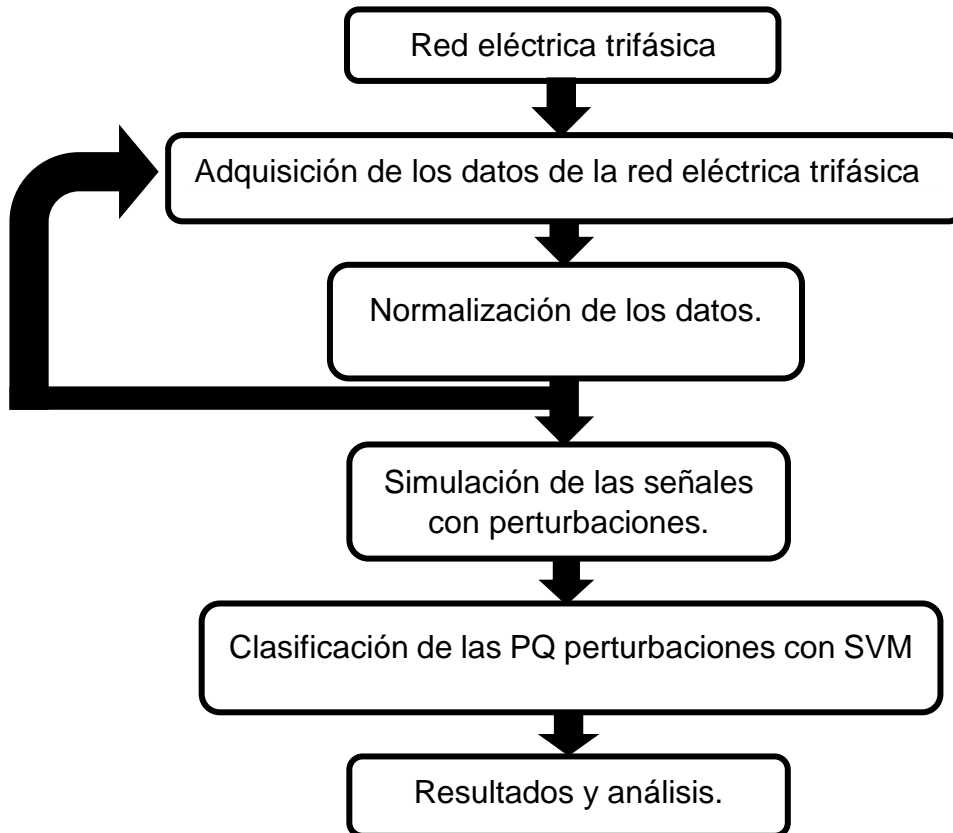 Red eléctrica trifásica
Adquisición de los datos de la red eléctrica trifásica
Normalización de los datos.
Simulación de las señales
con perturbaciones.
Clasificación de las PQ perturbaciones con SVM
Resultados y análisis.